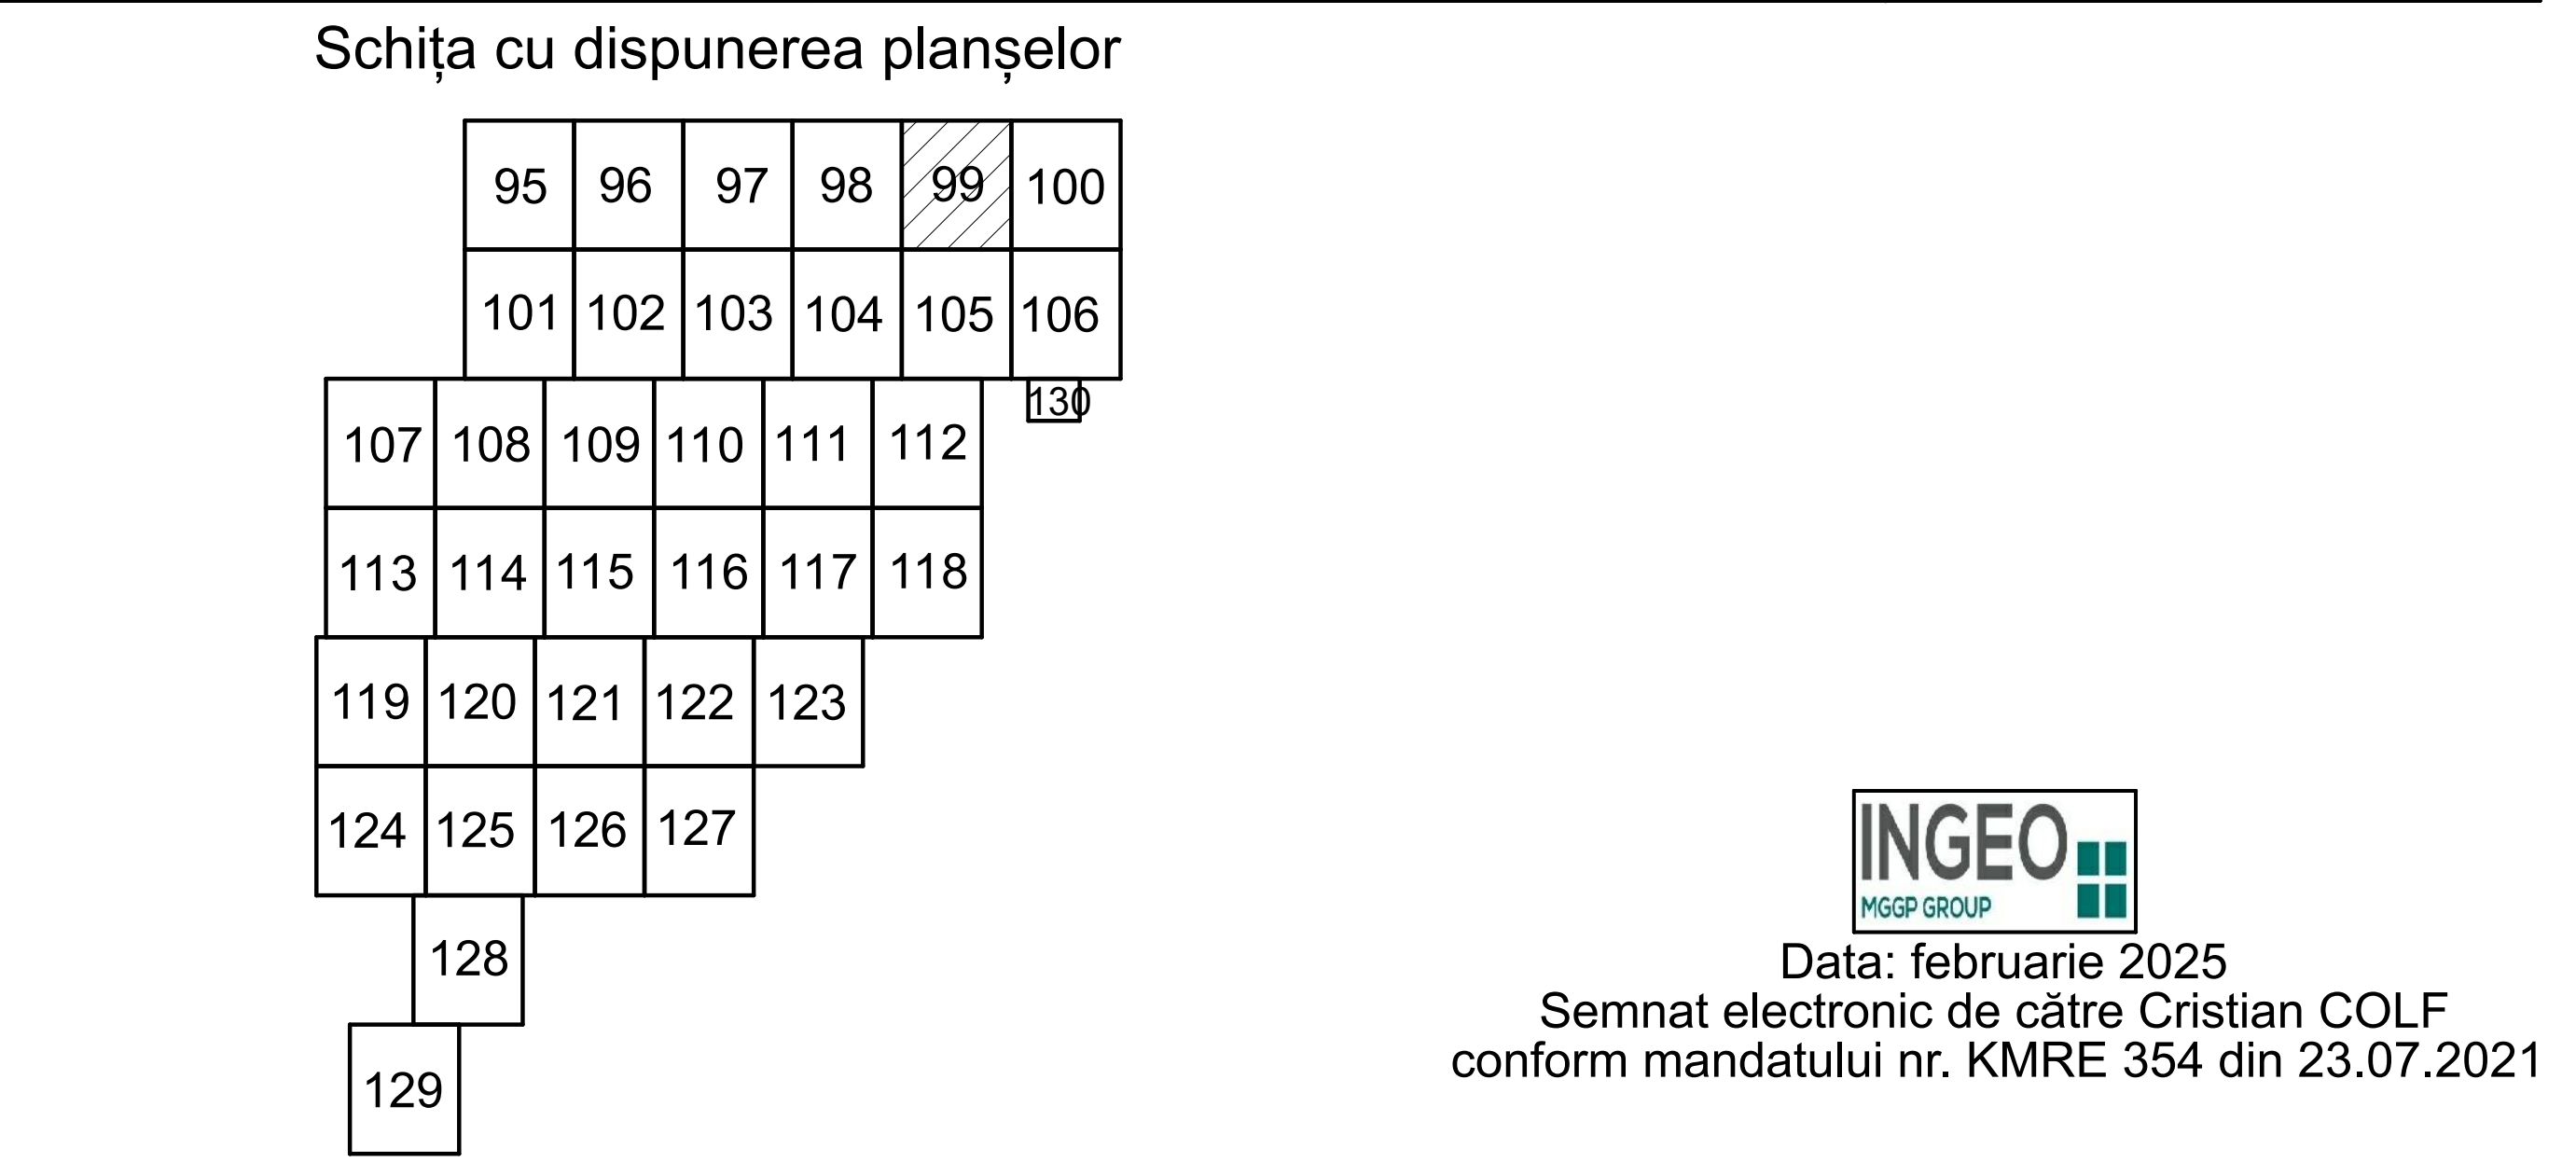 Schița cu dispunerea planșelor
95 96 97 98 99 100
101 102 103 104 105 106
130
107 108 109 110 111 112
113 114 115 116 117 118
119 120 121 122 123
124 125 126 127
128
129
INGEO
MGGP GROUP
Data: februarie 2025
Semnat electronic de către Cristian COLF
conform mandatului nr. KMRE 354 din 23.07.2021